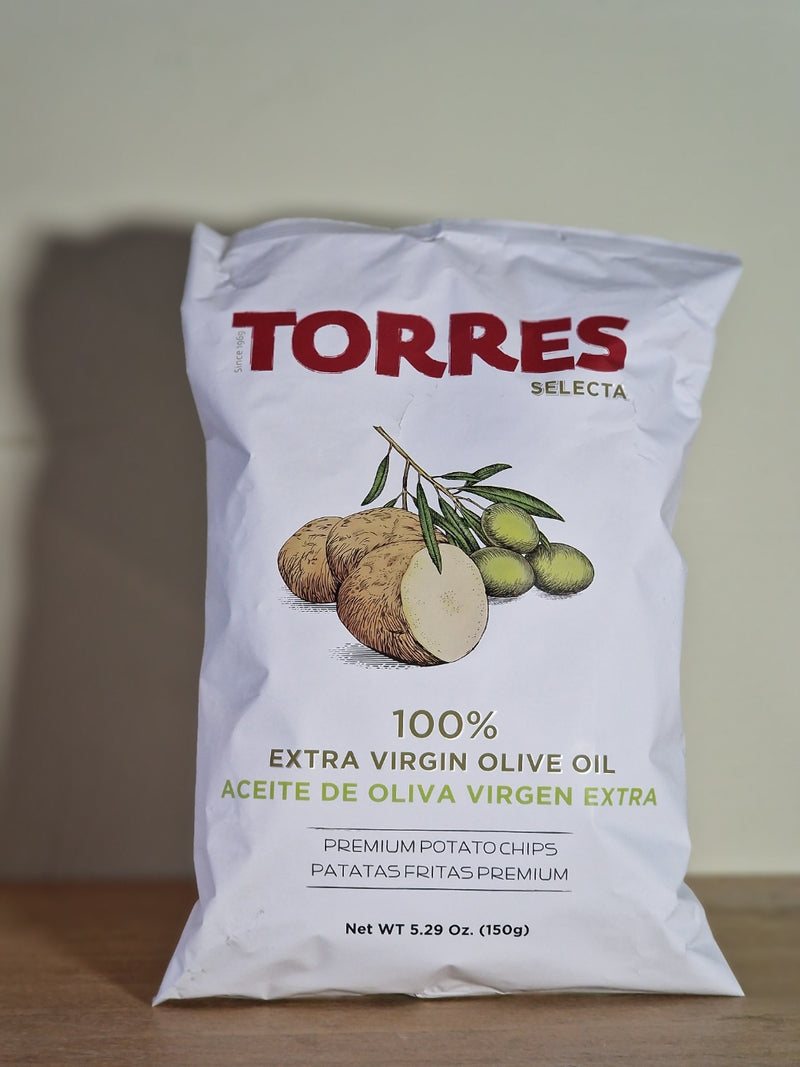 Since 1969
TORRES
SELECTA
100%
EXTRA VIRGIN OLIVE OIL
ACEITE DE OLIVA VIRGEN EXTRA
PREMIUM POTATO CHIPS
PATATAS FRITAS PREMIUM
Net WT 5.29 Oz. (150g)